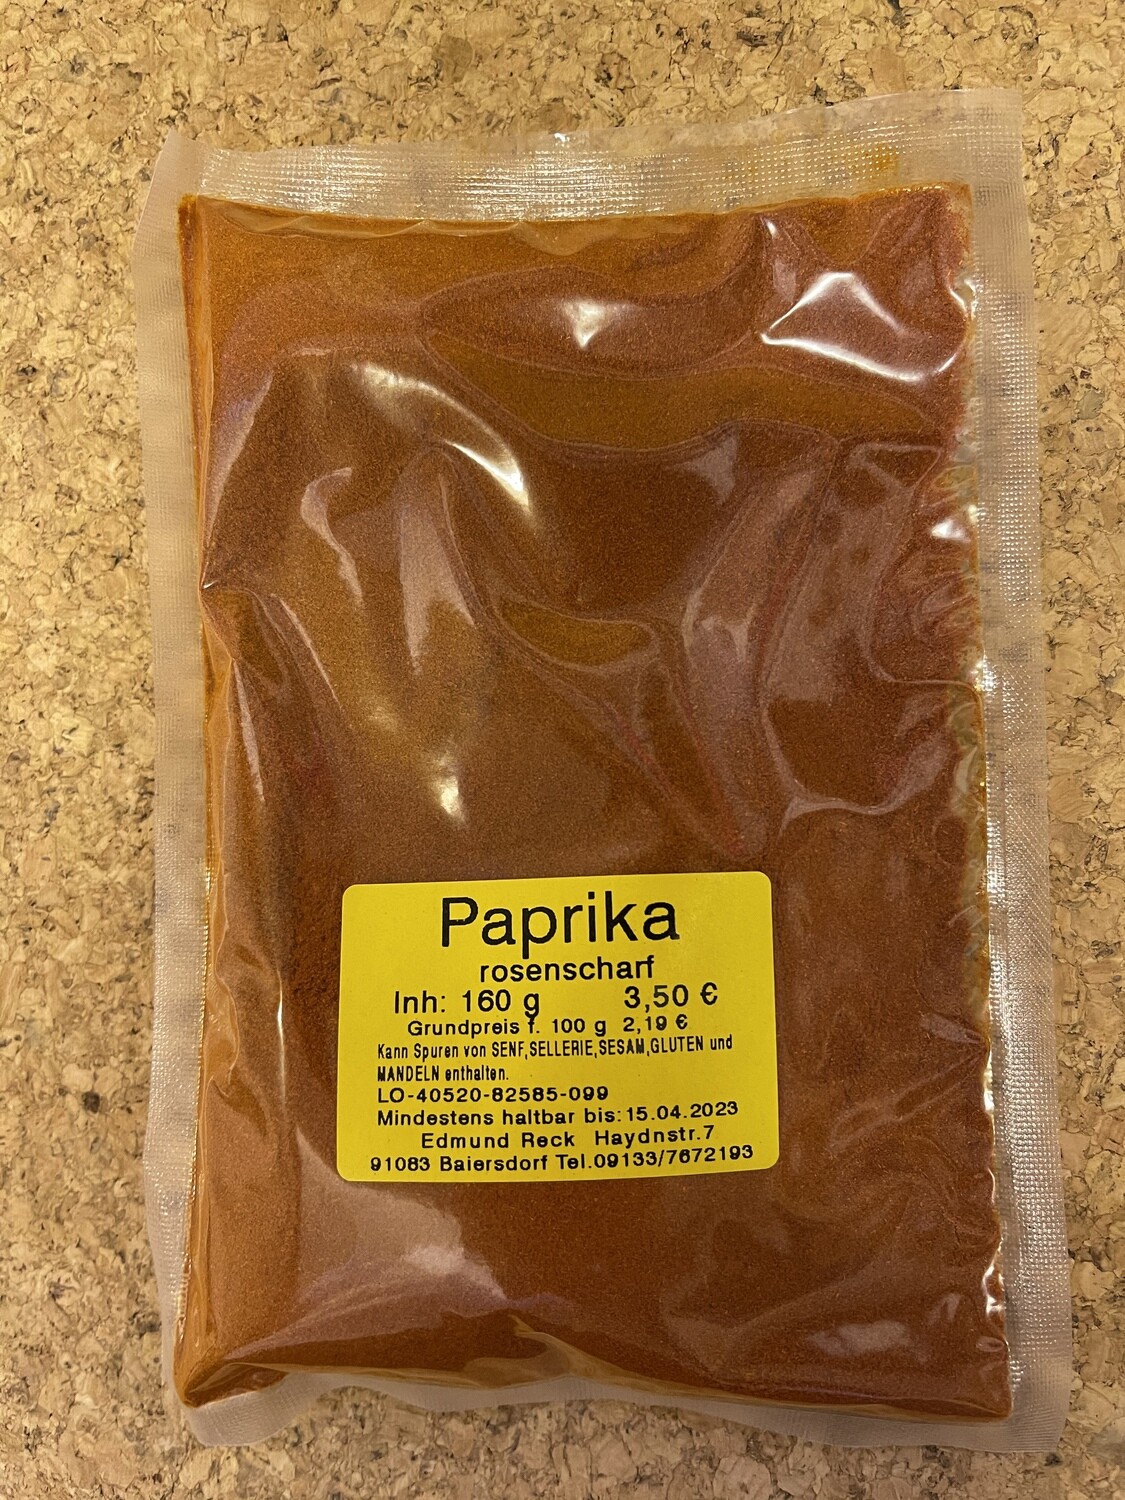 Paprika
rosenscharf
Inh: 160 g 3,50 €
Grundpreis f. 100 g 2,19 €
Kann Spuren von SENF,SELLERIE,SESAM,GLUTEN und
MANDELN enthalten.
LO-40520-82585-099
Mindestens haltbar bis:15.04.2023
Edmund Reck Haydnstr.7
91083 Baiersdorf Tel.09133/7672193